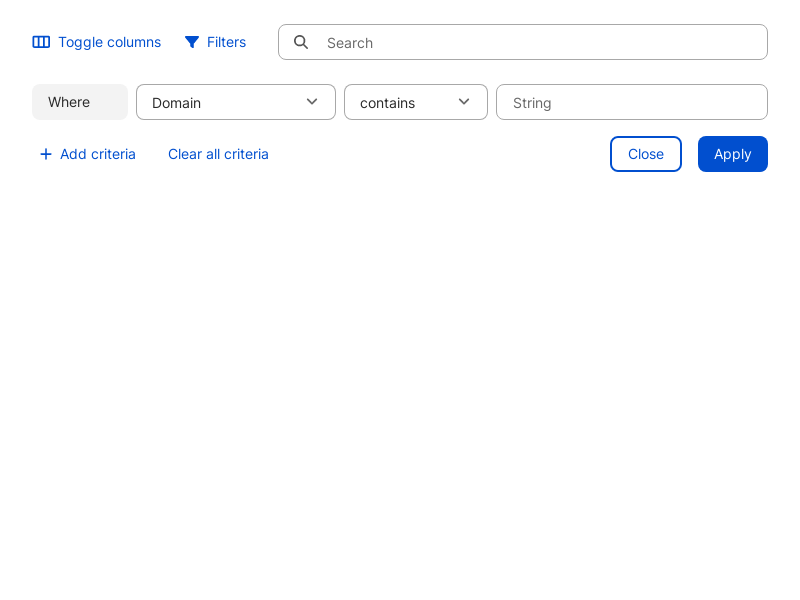 Toggle columns Filters Search
Where Domain contains String
Add criteria Clear all criteria Close Apply